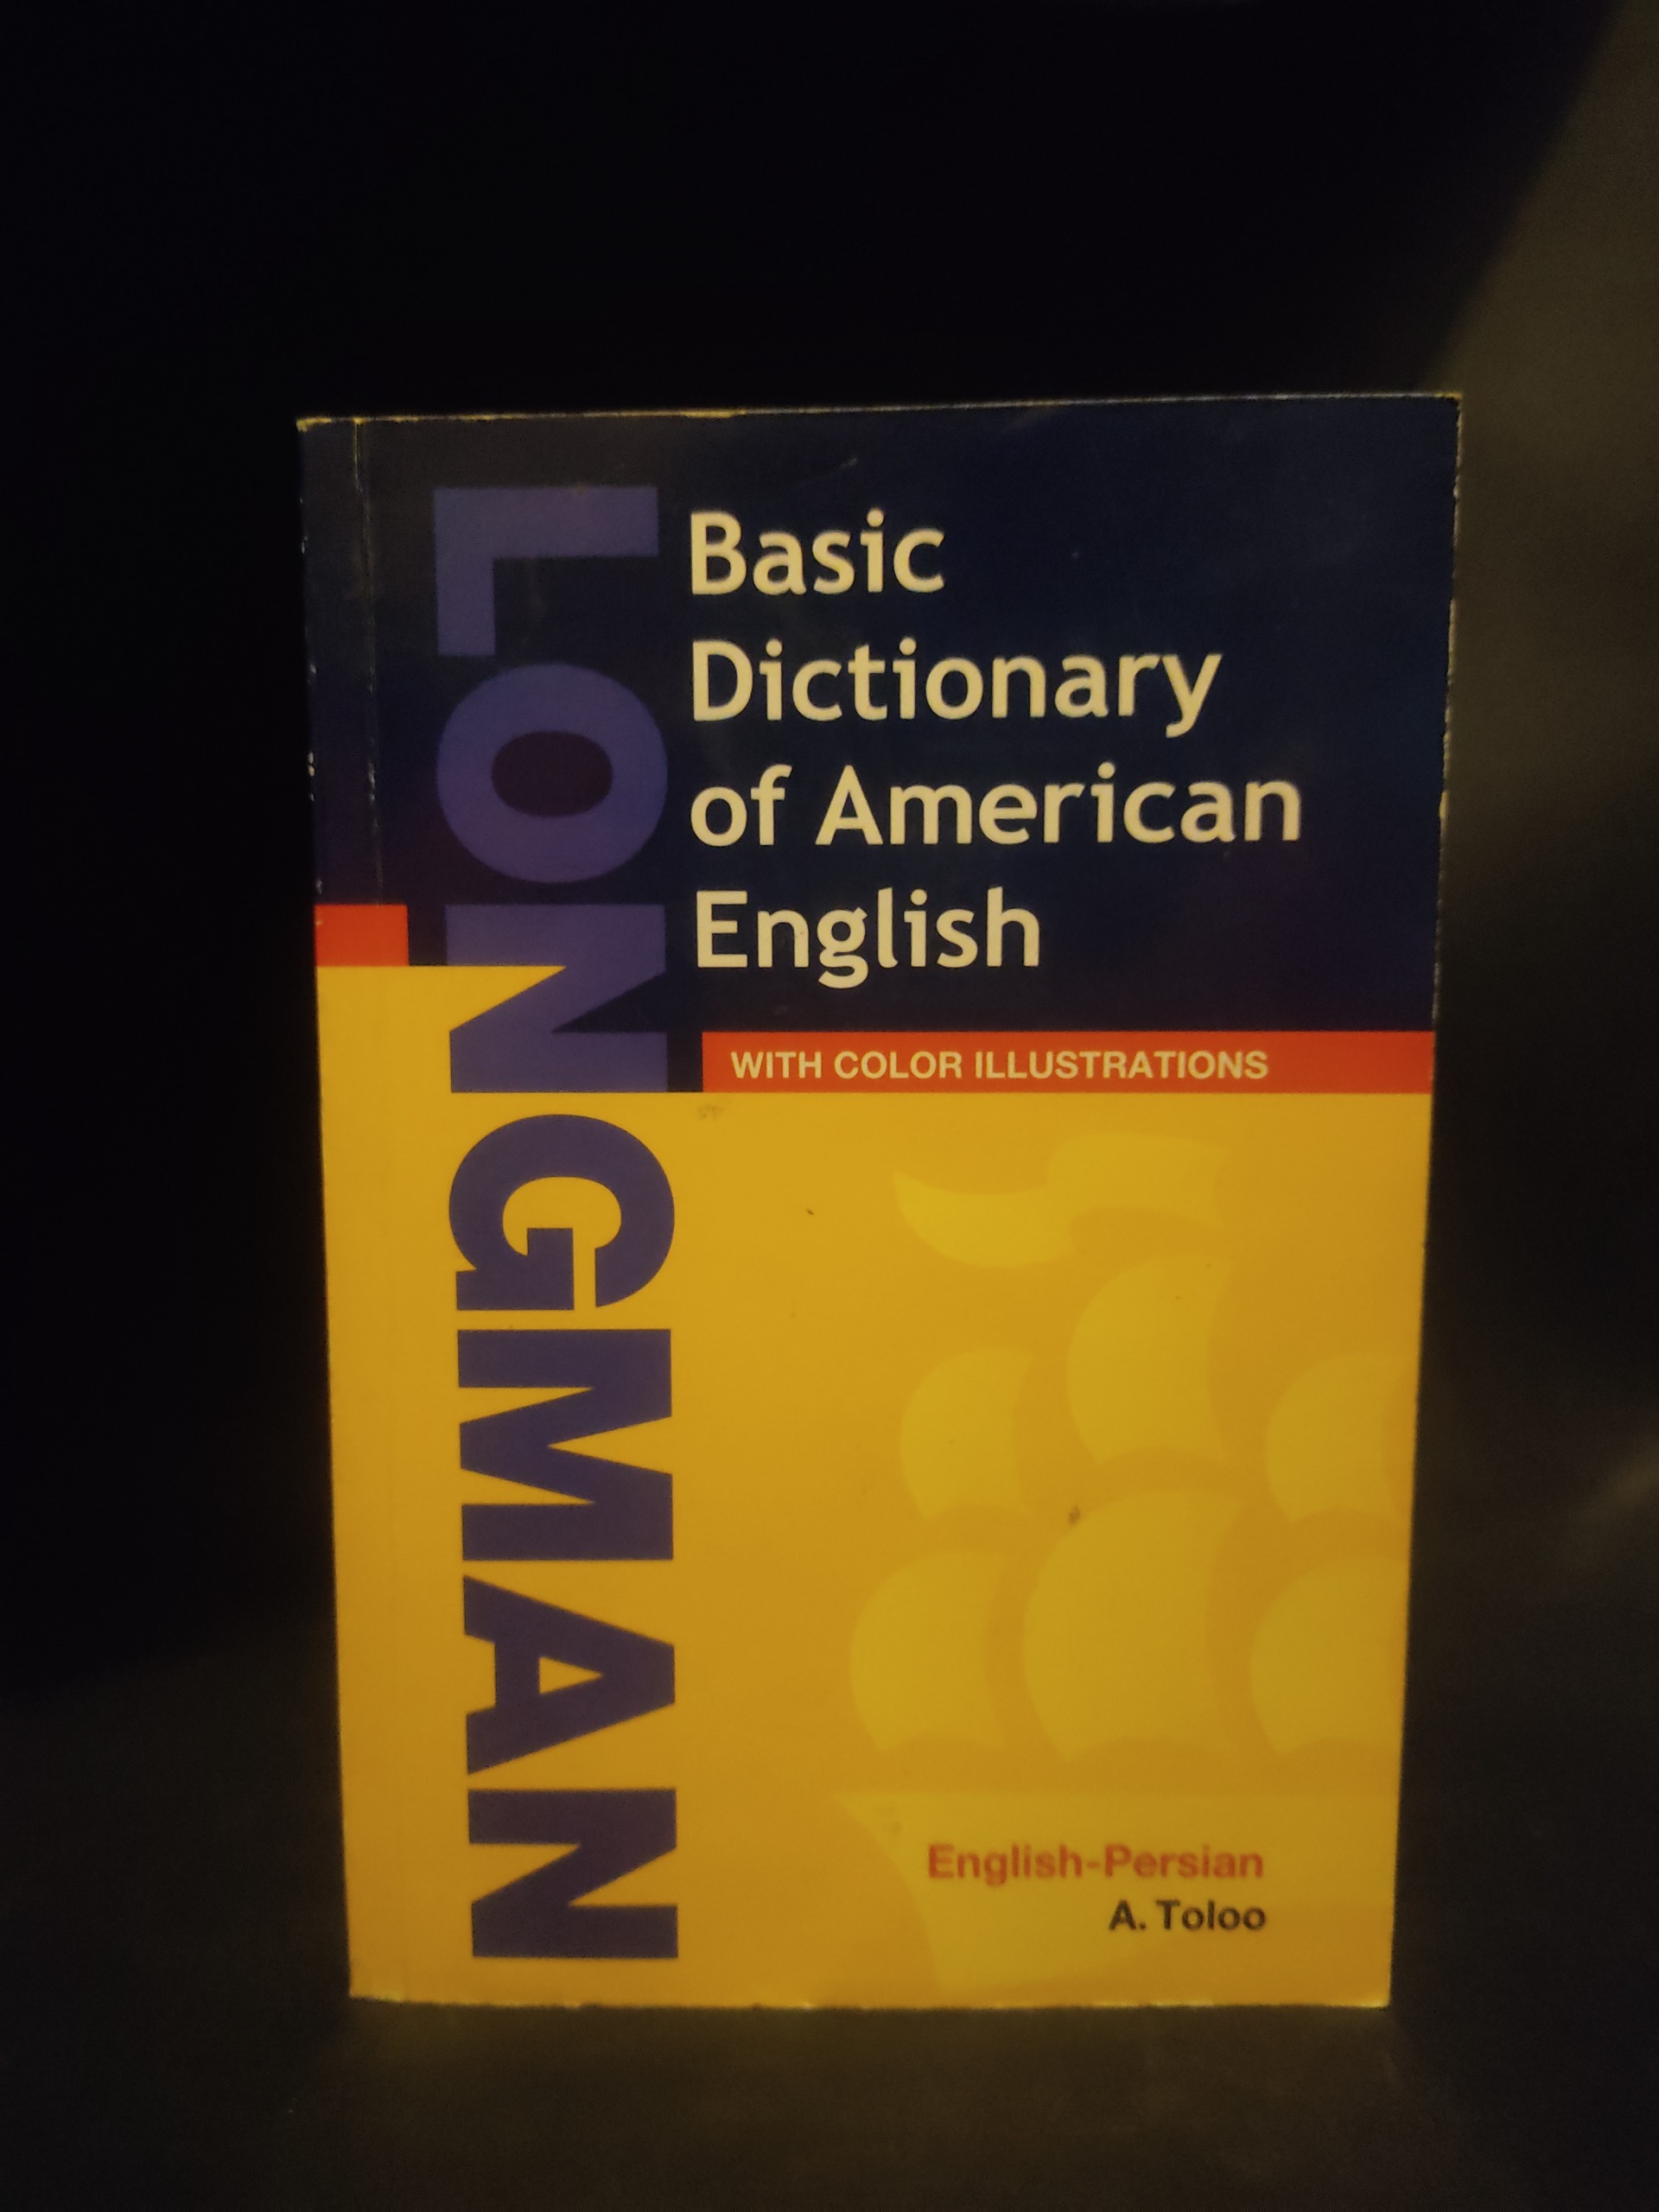 LONGMAN
Basic
Dictionary
of American
English
WITH COLOR ILLUSTRATIONS
English-Persian
A. Toloo